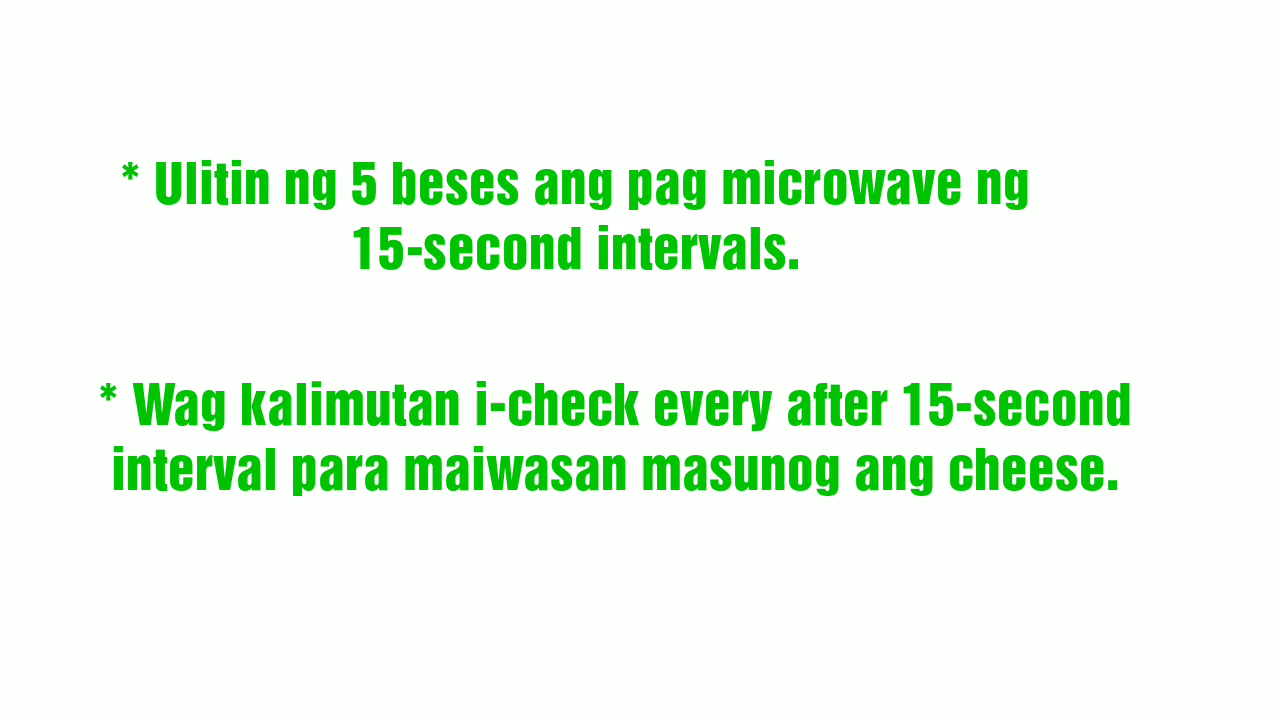 * Ulitin ng 5 beses ang pag microwave ng
15-second intervals.
* Wag kalimutan i-check every after 15-second
interval para maiwasan masunog ang cheese.